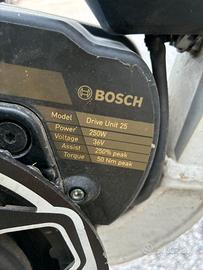 BOSCH
Model Drive Unit 25
Power 250W
Voltage 36V
Assist 250% peak
Torque 50 Nm peak